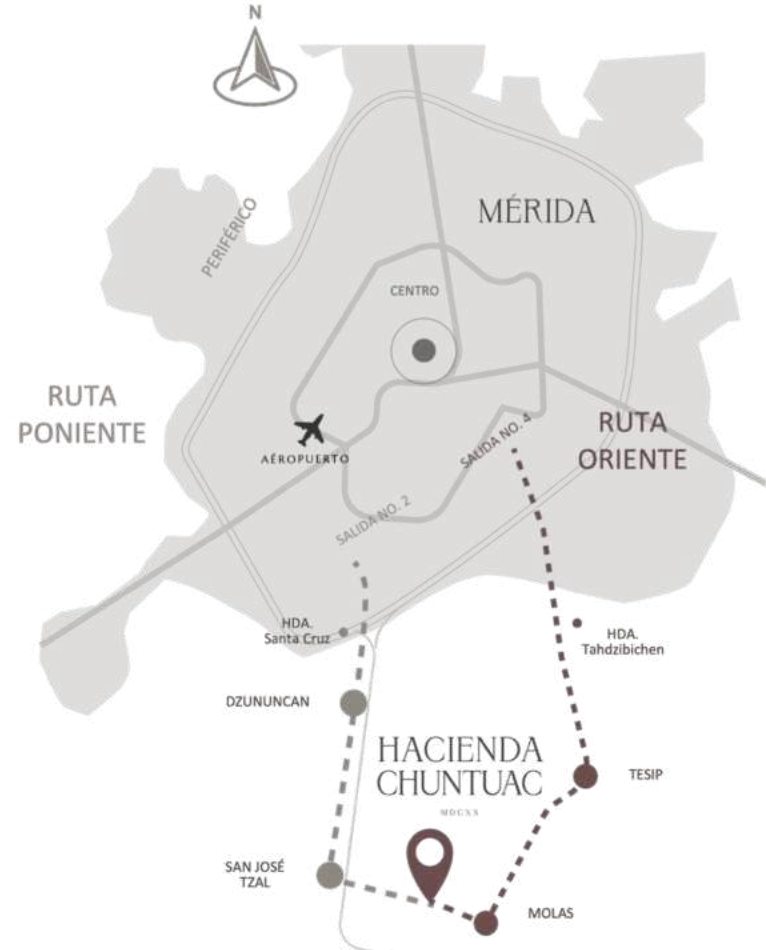 N
MÉRIDA
PERIFÉRICO
CENTRO
RUTA
PONIENTE
AÉROPUERTO
RUTA
ORIENTE
SALIDA NO. 4
SALIDA NO. 2
HDA.
Santa Cruz
HDA.
Tahdzibichen
DZUNUNCAN
HACIENDA
CHUNTUAC
MDCXX
TESIP
SAN JOSÉ
TZAL
MOLAS